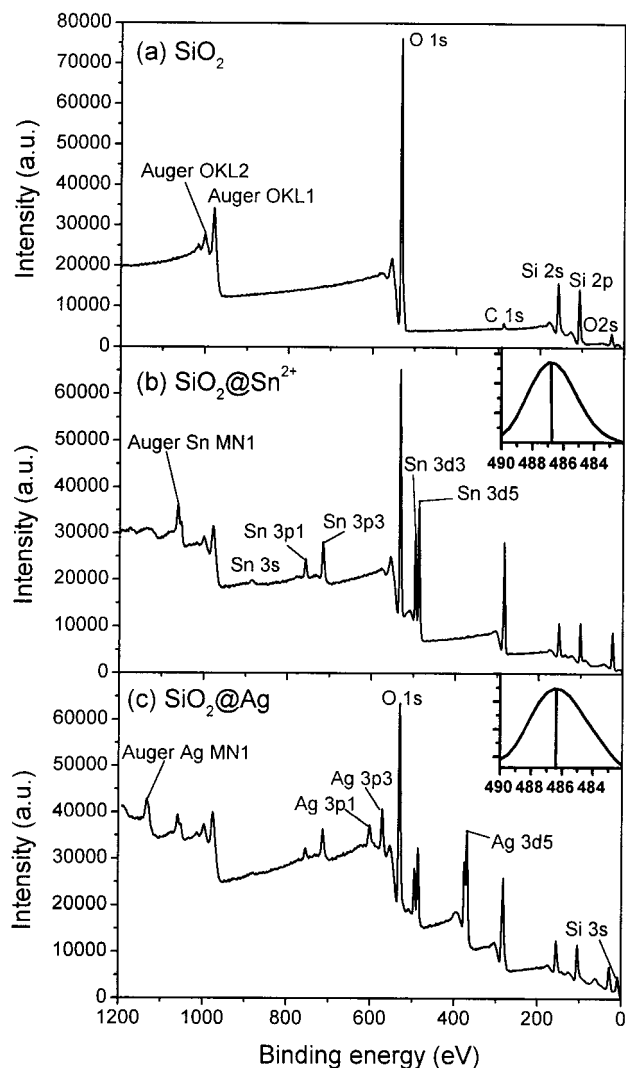 80000
70000
60000
50000
40000
30000
20000
10000
0
Intensity (a.u.)
(a) SiO2
O 1s
Auger OKL2
Auger OKL1
Si 2s
Si 2p
C 1s
O2s
60000
50000
40000
30000
20000
10000
0
Intensity (a.u.)
(b) SiO2@Sn2+
Auger Sn MN1
Sn 3s
Sn 3p1
Sn 3p3
Sn 3d3
Sn 3d5
490 488 486 484
60000
50000
40000
30000
20000
10000
0
Intensity (a.u.)
(c) SiO2@Ag
O 1s
Auger Ag MN1
Ag 3p3
Ag 3p1
Ag 3d5
Si 3s
490 488 486 484
1200 1000 800 600 400 200 0
Binding energy (eV)